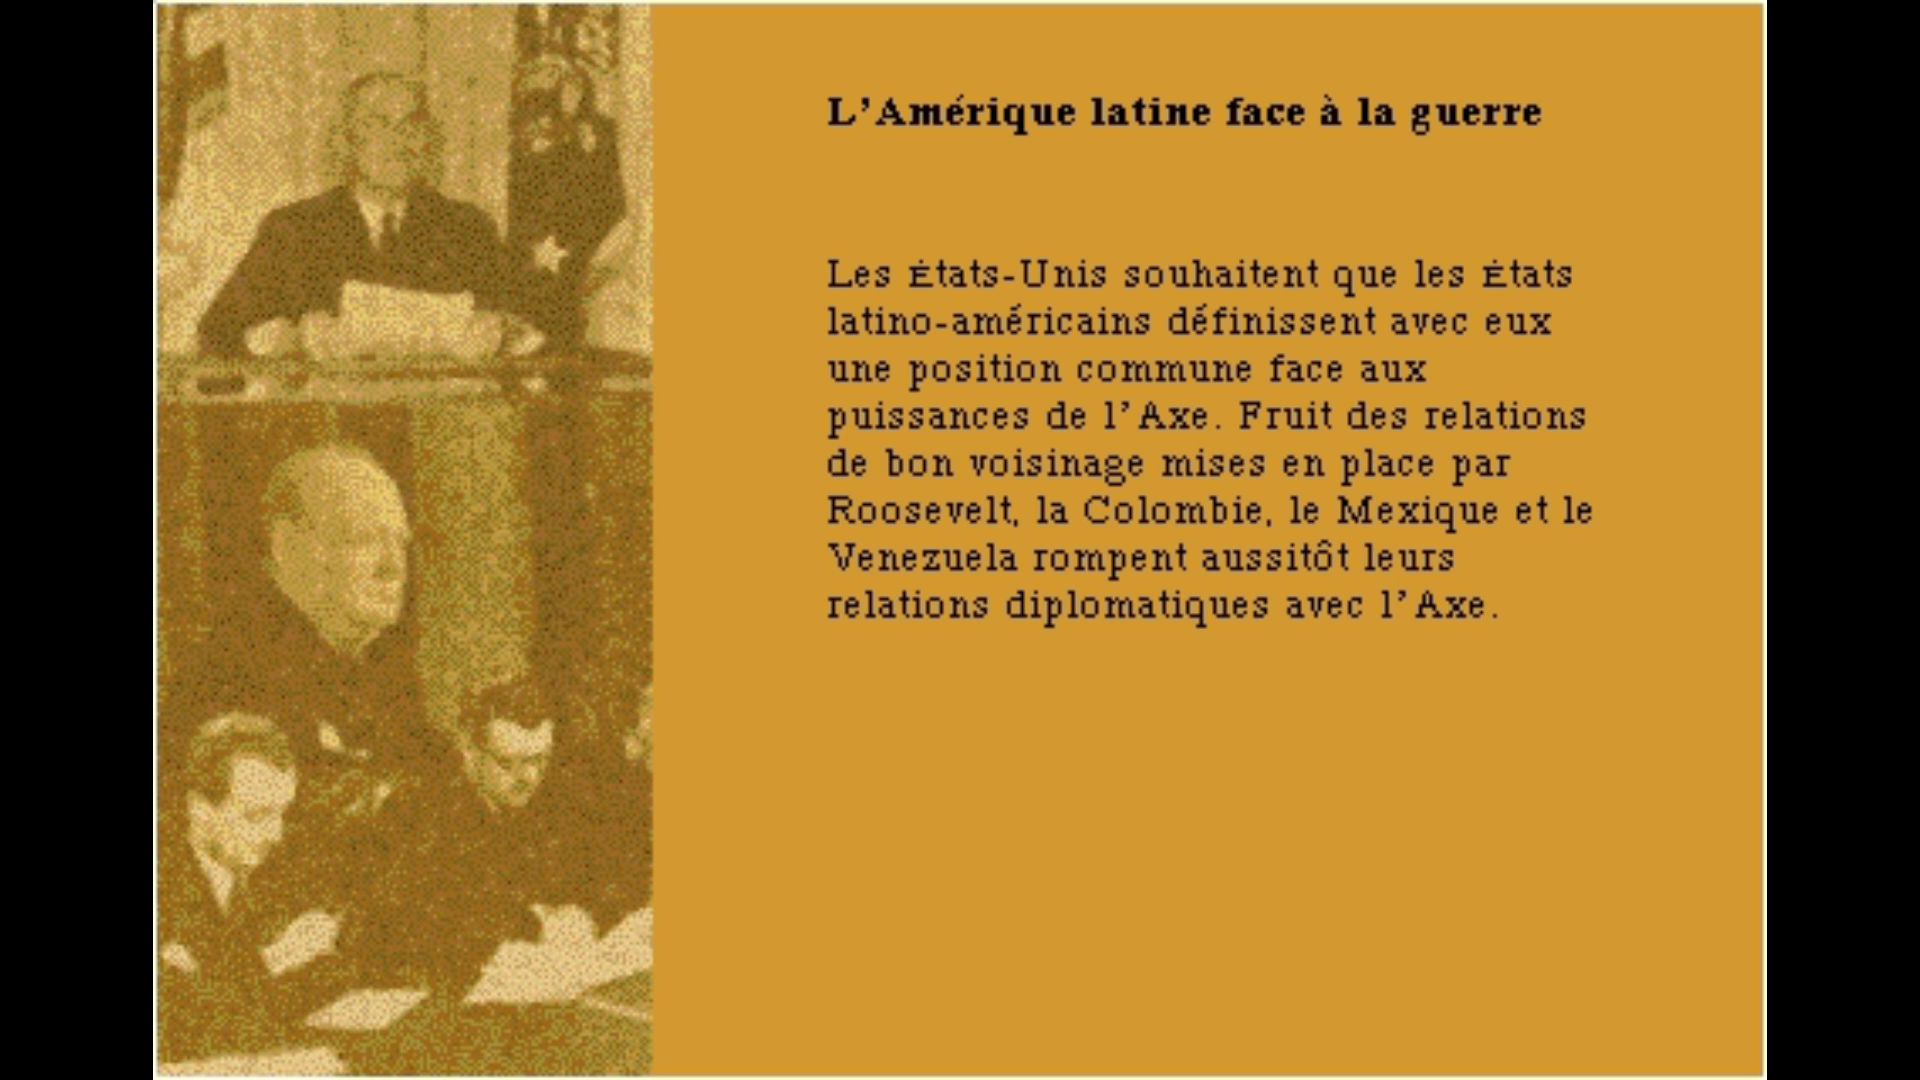 L’Amérique latine face à la guerre
Les États-Unis souhaitent que les États
latino-américains définissent avec eux
une position commune face aux
puissances de l’Axe. Fruit des relations
de bon voisinage mises en place par
Roosevelt, la Colombie, le Mexique et le
Venezuela rompent aussitôt leurs
relations diplomatiques avec l’Axe.